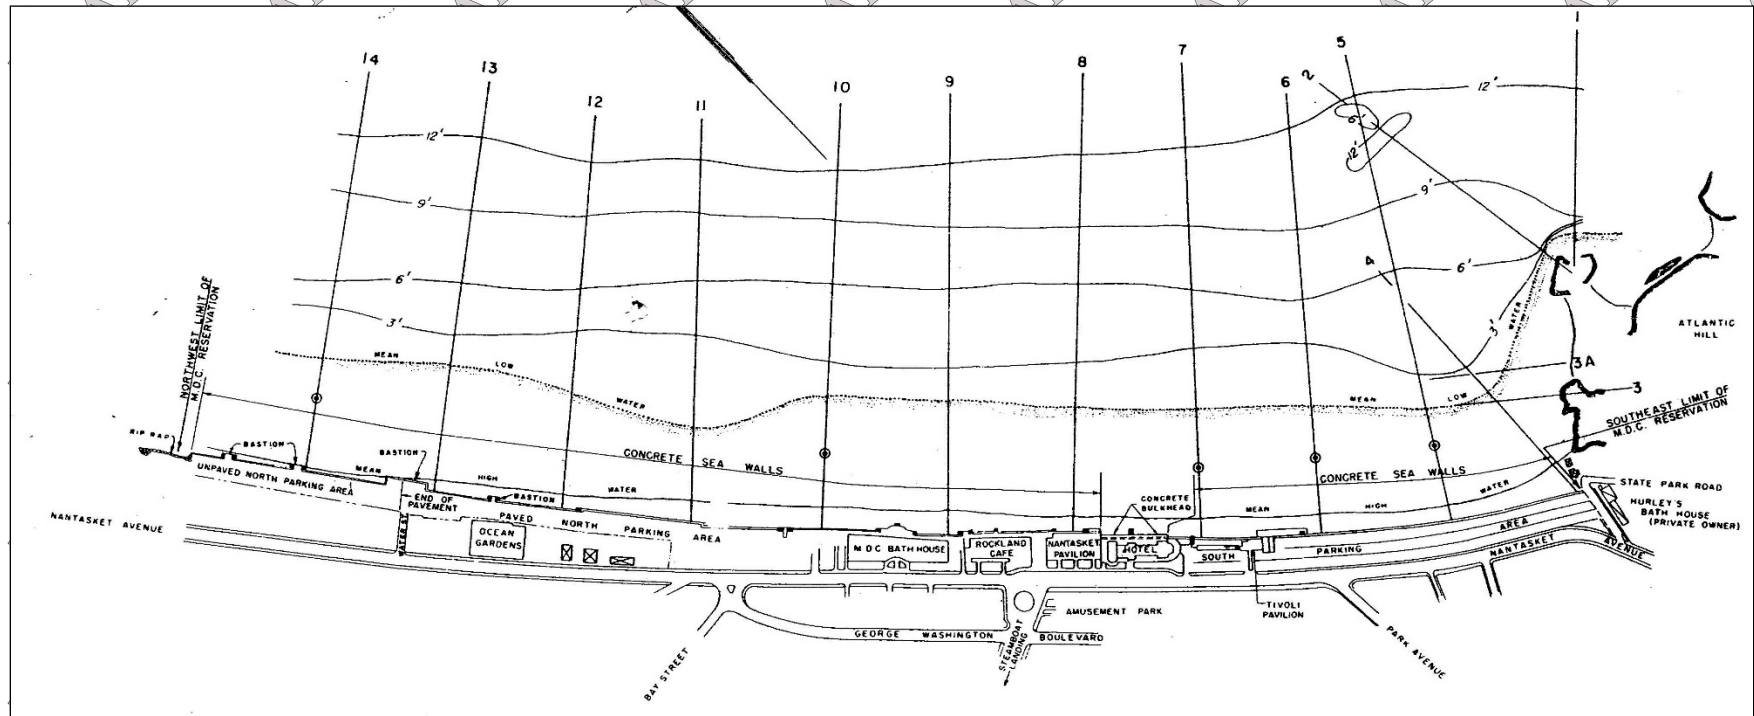 14
13
12
11
10
9
8
7
6
5
2
1
12'
12'
6'
12'
9'
9'
6'
6'
4
3'
3'
WATER
ATLANTIC
HILL
3A
3
NORTHWEST LIMIT OF
M.D.C. RESERVATION
MEAN
LOW
WATER
MEAN
LOW
SOUTHEAST LIMIT OF
M.D.C. RESERVATION
RIP RAP
BASTION
BASTION
CONCRETE SEA WALLS
CONCRETE SEA WALLS
UNPAVED NORTH PARKING AREA
MEAN
HIGH
WATER
MEAN
HIGH
WATER
END OF
PAVEMENT
BASTION
PAVED NORTH PARKING AREA
CONCRETE
BULKHEAD
STATE PARK ROAD
HURLEY'S
BATH HOUSE
(PRIVATE OWNER)
NANTASKET AVENUE
WATER ST
OCEAN
GARDENS
M D C BATH HOUSE
ROCKLAND
CAFE
NANTASKET
PAVILION
HOTEL
SOUTH
PARKING
AREA
NANTASKET
AVENUE
TIVOLI
PAVILION
AMUSEMENT PARK
GEORGE WASHINGTON BOULEVARD
STEAMBOAT
LANDING
BAY STREET
PARK AVENUE